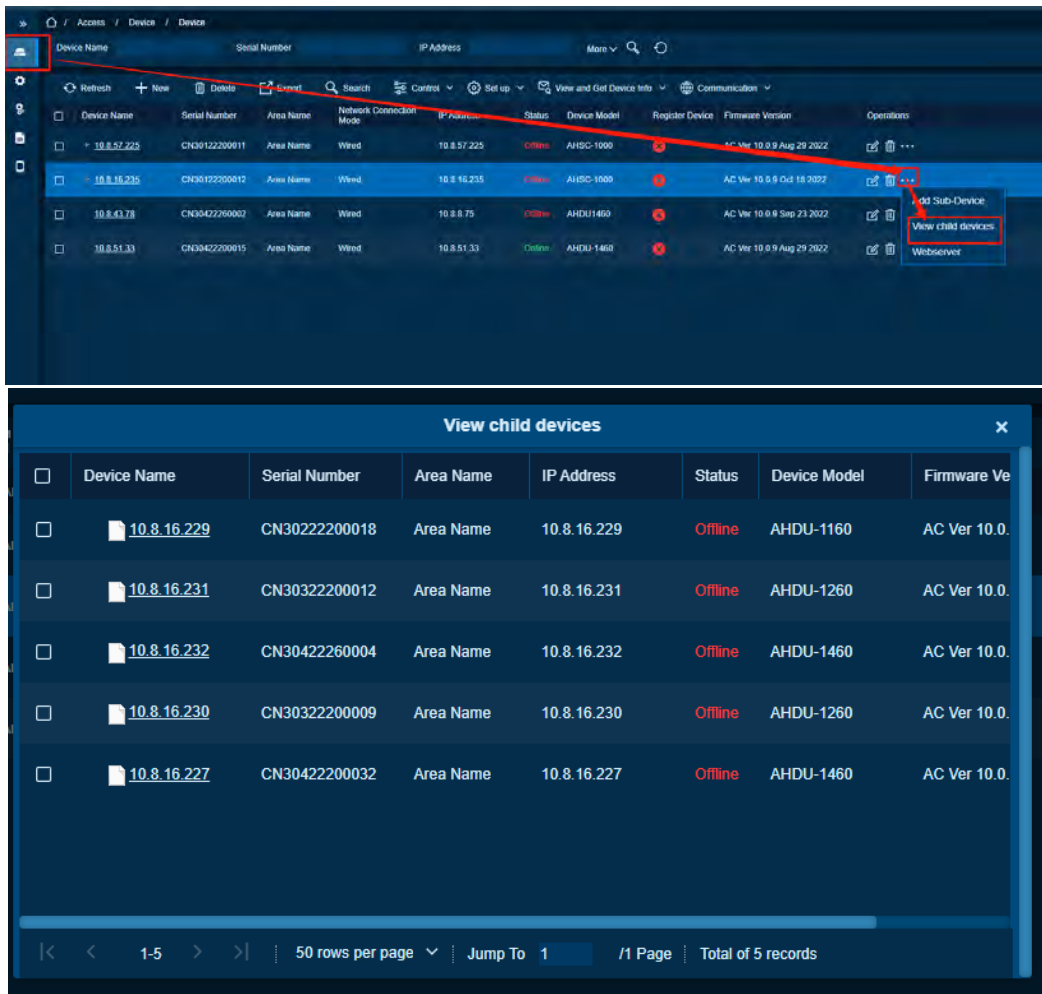 » / Access / Device / Device
Device Name Serial Number IP Address More
Refresh New Delete Export Search Control Set up View and Get Device Info Communication
Device Name Serial Number Area Name Network Connection Mode IP Address Status Device Model Register Device Firmware Version Operations
10.8.57.225 CN30122200011 Area Name Wired 10.8.57.225 Offline AHSC-1000 AC Ver 10.0.9 Aug 29 2022 ...
10.8.16.235 CN30122200012 Area Name Wired 10.8.16.235 Offline AHSC-1000 AC Ver 10.0.9 Oct 18 2022 ...
Add Sub-Device
10.8.43.78 CN30422260002 Area Name Wired 10.8.8.75 Offline AHDU1460 AC Ver 10.0.9 Sep 23 2022
View child devices
10.8.51.33 CN30422200015 Area Name Wired 10.8.51.33 Online AHDU-1460 AC Ver 10.0.9 Aug 29 2022
Webserver
View child devices ×
Device Name Serial Number Area Name IP Address Status Device Model Firmware Ve
10.8.16.229 CN30222200018 Area Name 10.8.16.229 Offline AHDU-1160 AC Ver 10.0.
10.8.16.231 CN30322200012 Area Name 10.8.16.231 Offline AHDU-1260 AC Ver 10.0.
10.8.16.232 CN30422260004 Area Name 10.8.16.232 Offline AHDU-1460 AC Ver 10.0.
10.8.16.230 CN30322200009 Area Name 10.8.16.230 Offline AHDU-1260 AC Ver 10.0.
10.8.16.227 CN30422200032 Area Name 10.8.16.227 Offline AHDU-1460 AC Ver 10.0.
|< < 1-5 > >| 50 rows per page Jump To 1 /1 Page Total of 5 records